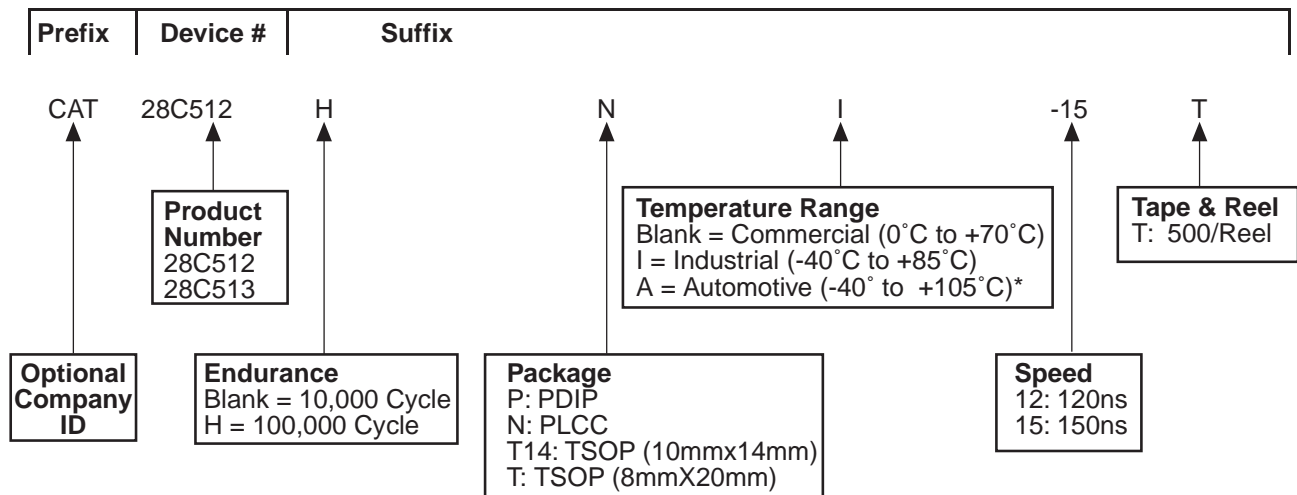 Prefix Device # Suffix
CAT 28C512 H N I -15 T
Product
Number
28C512
28C513
Temperature Range
Blank = Commercial (0˚C to +70˚C)
I = Industrial (-40˚C to +85˚C)
A = Automotive (-40˚ to +105˚C)*
Tape & Reel
T: 500/Reel
Optional
Company
ID
Endurance
Blank = 10,000 Cycle
H = 100,000 Cycle
Package
P: PDIP
N: PLCC
T14: TSOP (10mmx14mm)
T: TSOP (8mmX20mm)
Speed
12: 120ns
15: 150ns